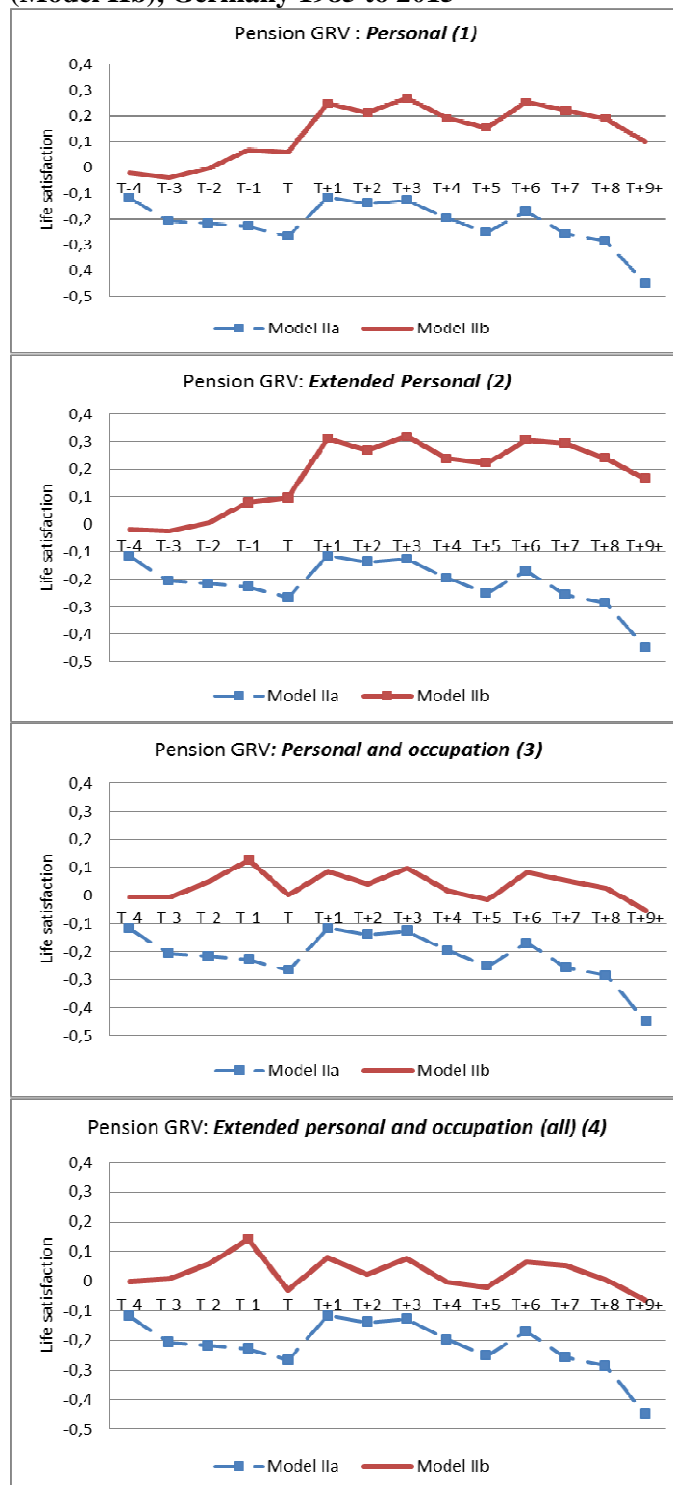 (Model IIb), Germany 1985 to 2013
Pension GRV : Personal (1)
Life satisfaction
0,4
0,3
0,2
0,1
0
-0,1
-0,2
-0,3
-0,4
-0,5
T-4 T-3 T-2 T-1 T T+1 T+2 T+3 T+4 T+5 T+6 T+7 T+8 T+9+
Model IIa Model IIb
Pension GRV: Extended Personal (2)
Life satisfaction
0,4
0,3
0,2
0,1
0
-0,1
-0,2
-0,3
-0,4
-0,5
T-4 T-3 T-2 T-1 T T+1 T+2 T+3 T+4 T+5 T+6 T+7 T+8 T+9+
Model IIa Model IIb
Pension GRV: Personal and occupation (3)
Life satisfaction
0,4
0,3
0,2
0,1
0
-0,1
-0,2
-0,3
-0,4
-0,5
T-4 T-3 T-2 T-1 T T+1 T+2 T+3 T+4 T+5 T+6 T+7 T+8 T+9+
Model IIa Model IIb
Pension GRV: Extended personal and occupation (all) (4)
Life satisfaction
0,4
0,3
0,2
0,1
0
-0,1
-0,2
-0,3
-0,4
-0,5
T-4 T-3 T-2 T-1 T T+1 T+2 T+3 T+4 T+5 T+6 T+7 T+8 T+9+
Model IIa Model IIb